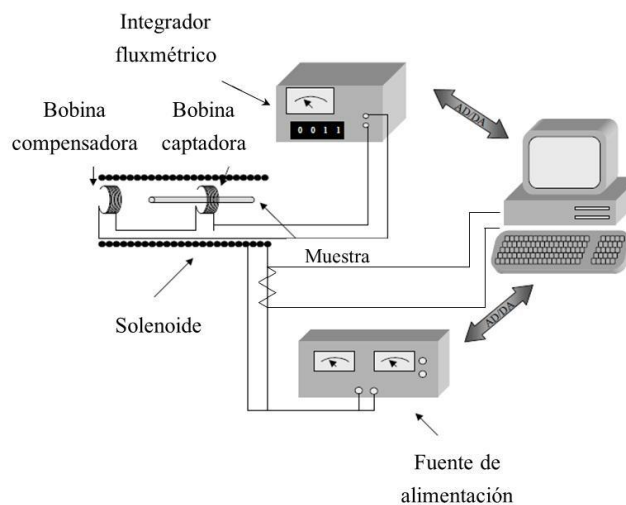 Integrador
fluxmétrico
Bobina
compensadora
Bobina
captadora
0 0 1 1
AD/DA
Muestra
Solenoide
AD/DA
Fuente de
alimentación